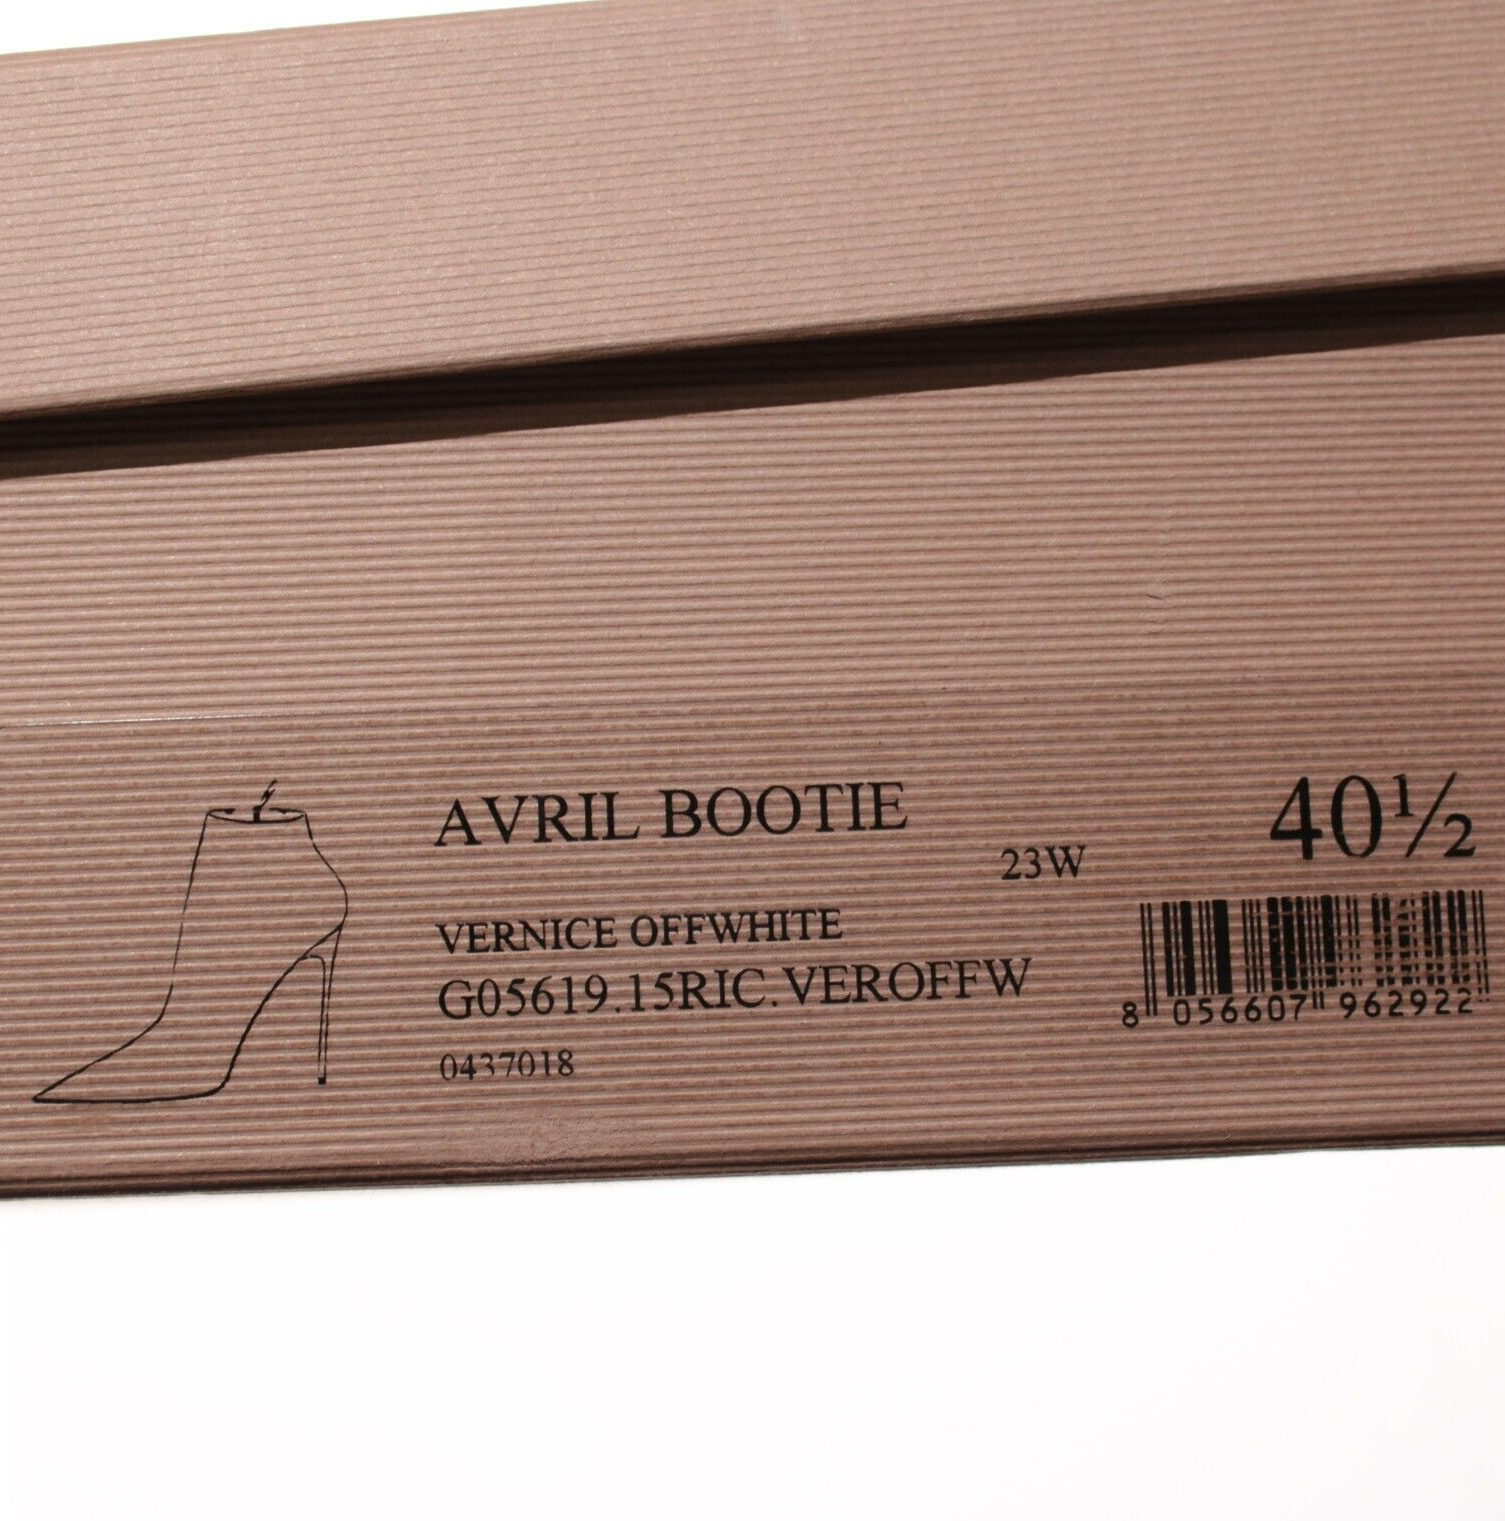 AVRIL BOOTIE
40½
23W
VERNICE OFFWHITE
G05619.15RIC.VEROFFW
8 056607 962922
0437018